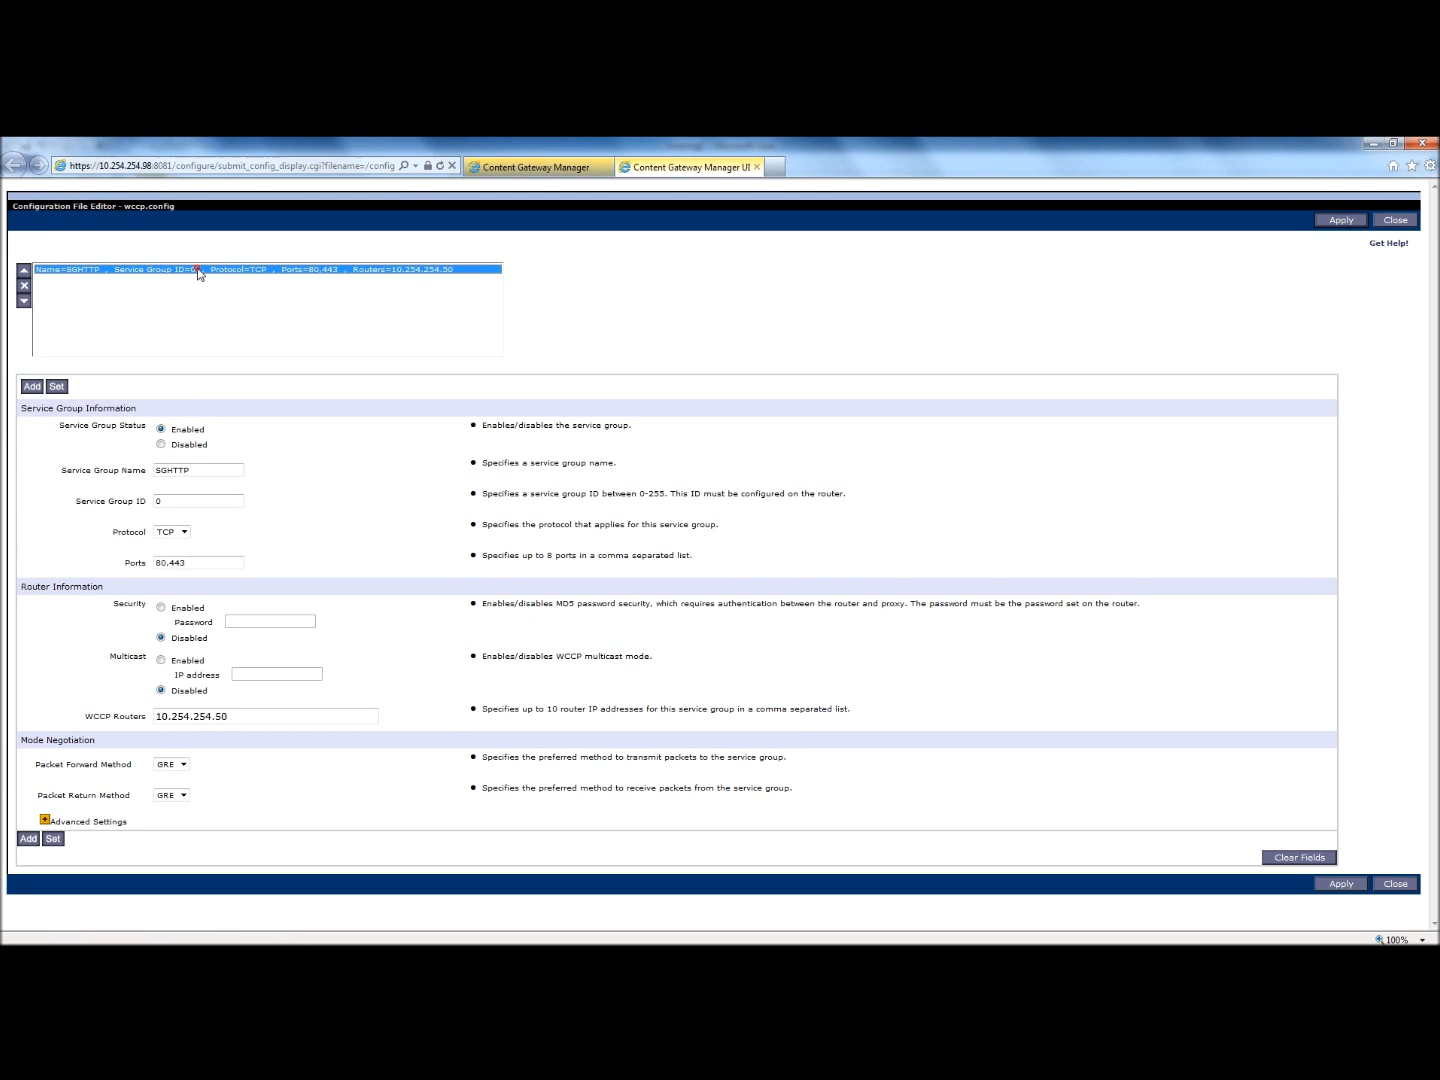 https://10.254.254.98:8081/configure/submit_config_display.cgi?filename=/config
Content Gateway Manager
Content Gateway Manager UI
Configuration File Editor - wccp.config
Apply
Close
Get Help!
Name=SGHTTP , Service Group ID=0 , Protocol=TCP , Ports=80,443 , Routers=10.254.254.50
Add Set
Service Group Information
Service Group Status
Enabled
Enables/disables the service group.
Disabled
Service Group Name SGHTTP
Specifies a service group name.
Service Group ID 0
Specifies a service group ID between 0-255. This ID must be configured on the router.
Protocol TCP
Specifies the protocol that applies for this service group.
Ports 80,443
Specifies up to 8 ports in a comma separated list.
Router Information
Security
Enabled
Enables/disables MD5 password security, which requires authentication between the router and proxy. The password must be the password set on the router.
Password
Disabled
Multicast
Enabled
Enables/disables WCCP multicast mode.
IP address
Disabled
WCCP Routers 10.254.254.50
Specifies up to 10 router IP addresses for this service group in a comma separated list.
Mode Negotiation
Packet Forward Method GRE
Specifies the preferred method to transmit packets to the service group.
Packet Return Method GRE
Specifies the preferred method to receive packets from the service group.
Advanced Settings
Add Set
Clear Fields
Apply
Close
100%